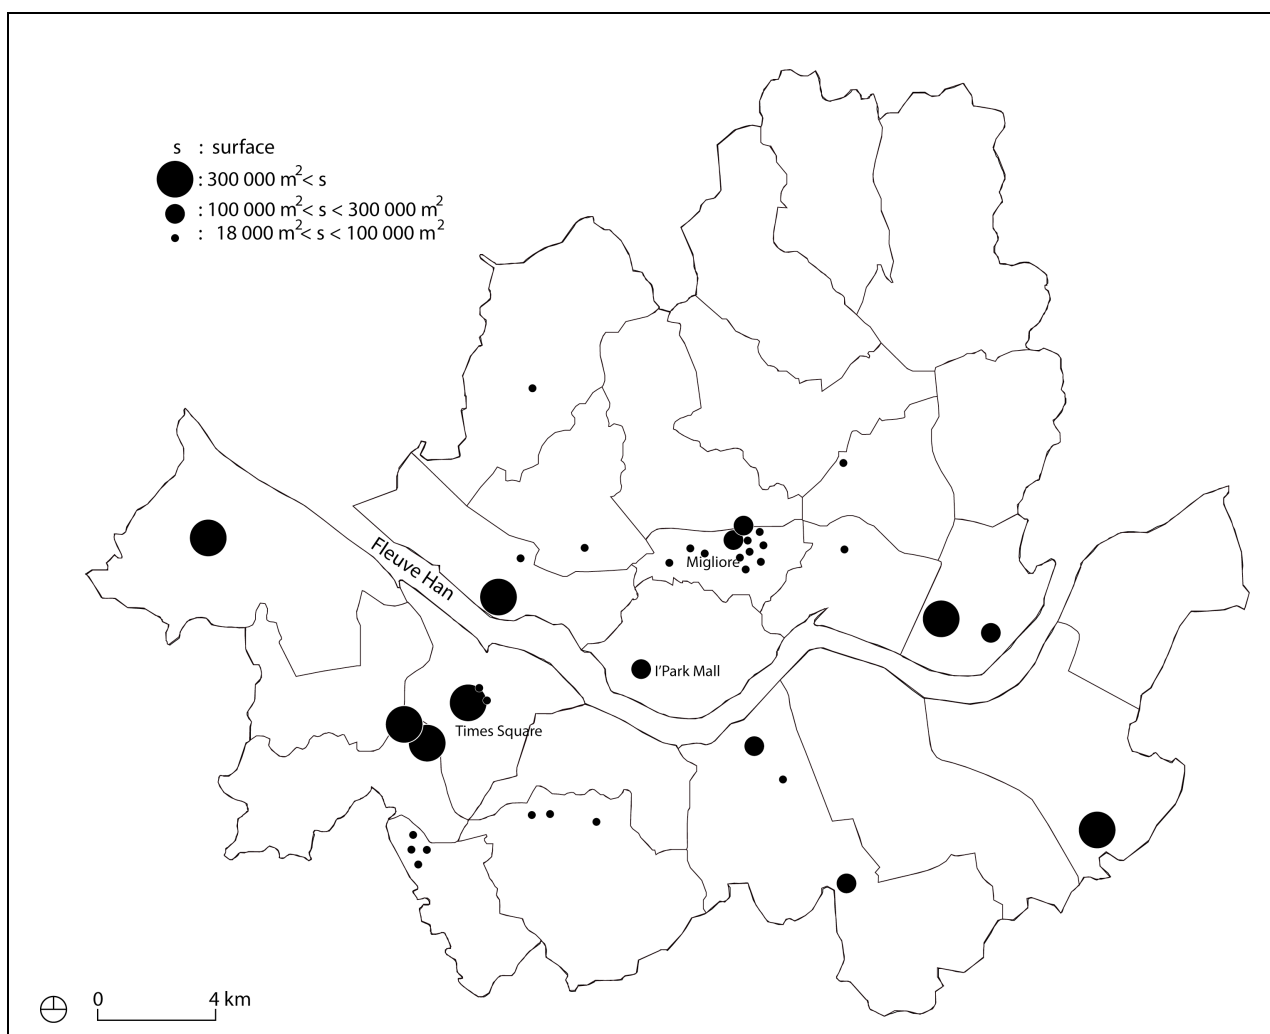 s : surface
: 300 000 m²< s
: 100 000 m²< s < 300 000 m²
: 18 000 m²< s < 100 000 m²
Fleuve Han
Migliore
I'Park Mall
Times Square
0 4 km